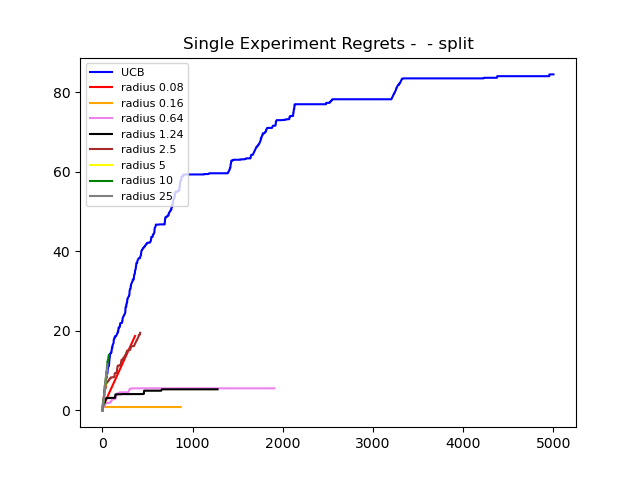 Single Experiment Regrets -  - split
UCB
radius 0.08
radius 0.16
radius 0.64
radius 1.24
radius 2.5
radius 5
radius 10
radius 25
80
60
40
20
0
0 1000 2000 3000 4000 5000